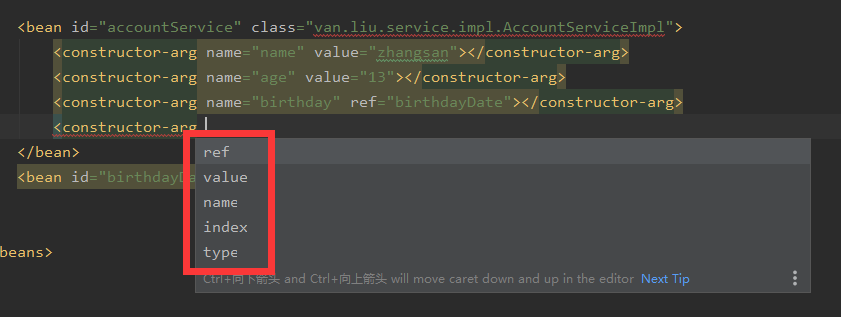 <bean id="accountService" class="van.liu.service.impl.AccountServiceImpl">
<constructor-arg name="name" value="zhangsan"></constructor-arg>
<constructor-arg name="age" value="13"></constructor-arg>
<constructor-arg name="birthday" ref="birthdayDate"></constructor-arg>
<constructor-arg
ref
</bean>
value
<bean id="birthdayDa
name
index
beans>
type
Ctrl+向下箭头 and Ctrl+向上箭头 will move caret down and up in the editor Next Tip